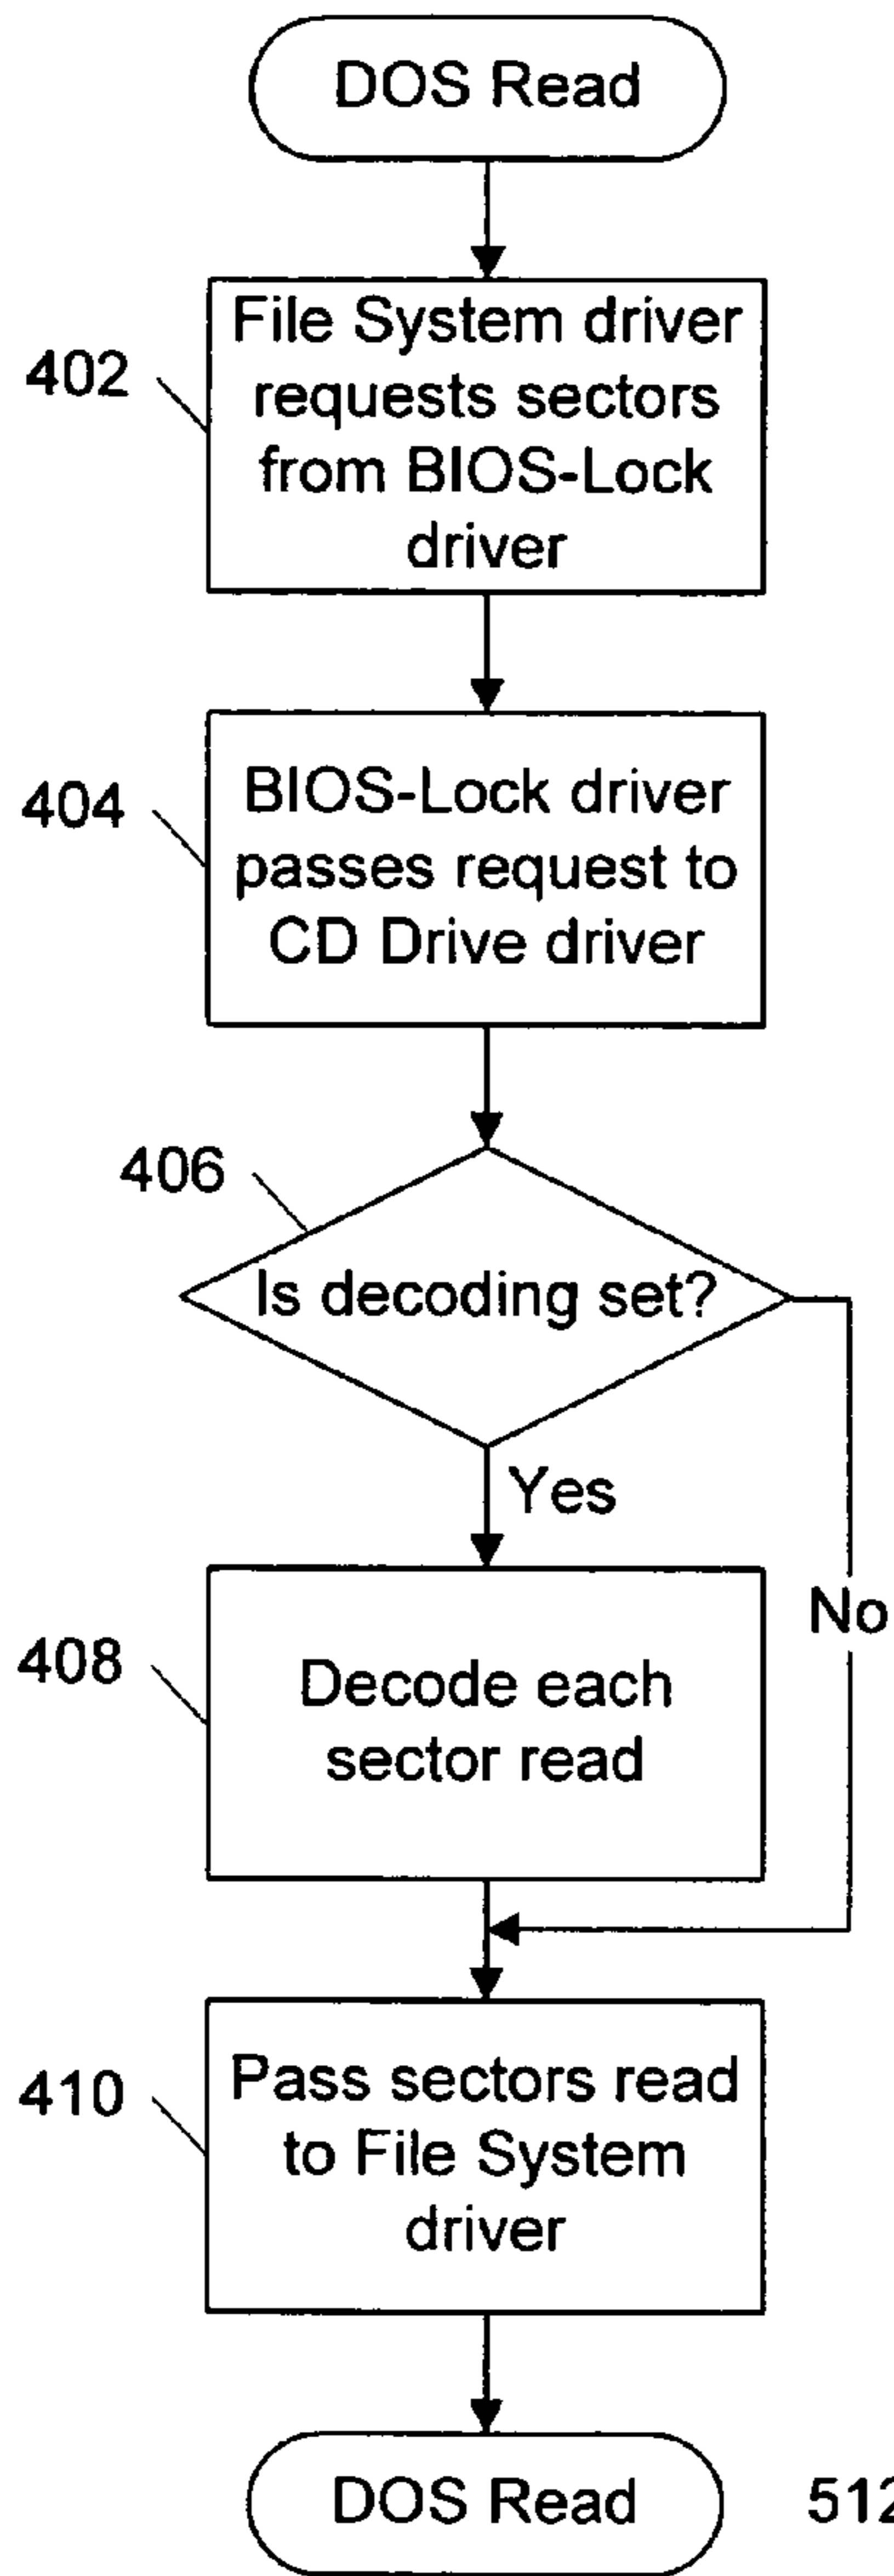 DOS Read
File System driver
requests sectors
from BIOS-Lock
driver
402
BIOS-Lock driver
passes request to
CD Drive driver
404
406
Is decoding set?
Yes
No
408
Decode each
sector read
410
Pass sectors read
to File System
driver
DOS Read
512